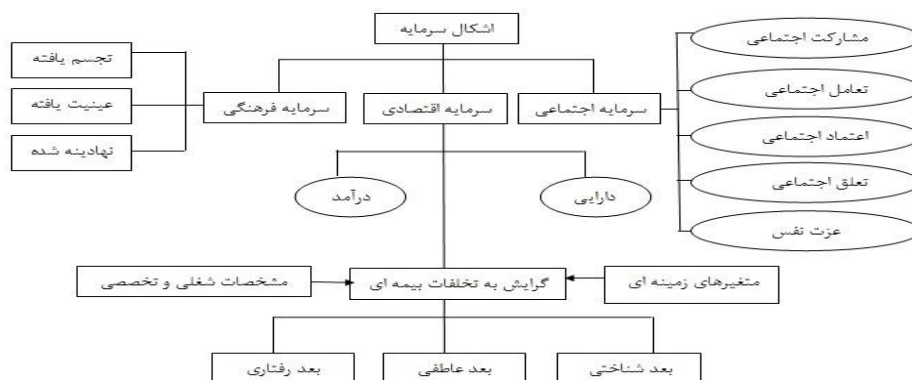 اشکال سرمایه
مشارکت اجتماعی
تجسم یافته
تعامل اجتماعی
سرمایه اجتماعی
سرمایه اقتصادی
سرمایه فرهنگی
عینیت یافته
اعتماد اجتماعی
نهادینه شده
تعلق اجتماعی
دارایی
درآمد
عزت نفس
متغیرهای زمینه ای
گرایش به تخلفات بیمه ای
مشخصات شغلی و تخصصی
بعد شناختی
بعد عاطفی
بعد رفتاری